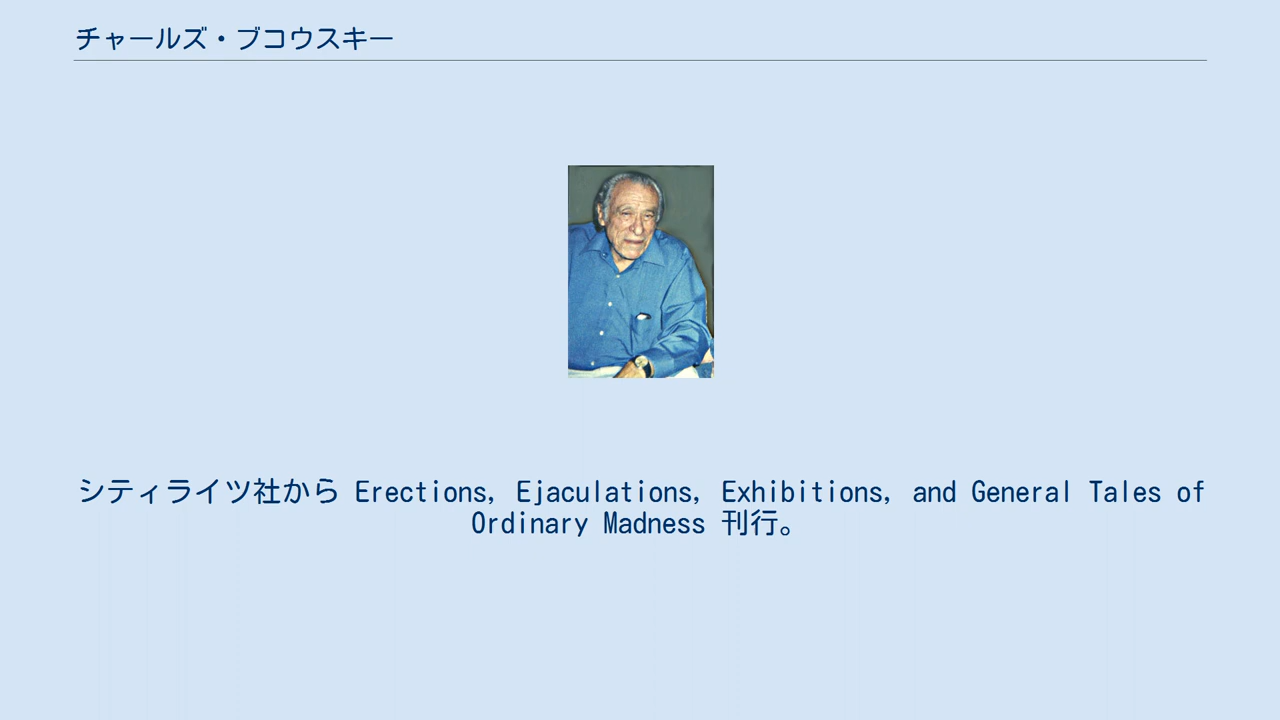 チャールズ・ブコウスキー
シティライツ社から Erections, Ejaculations, Exhibitions, and General Tales of
Ordinary Madness 刊行。